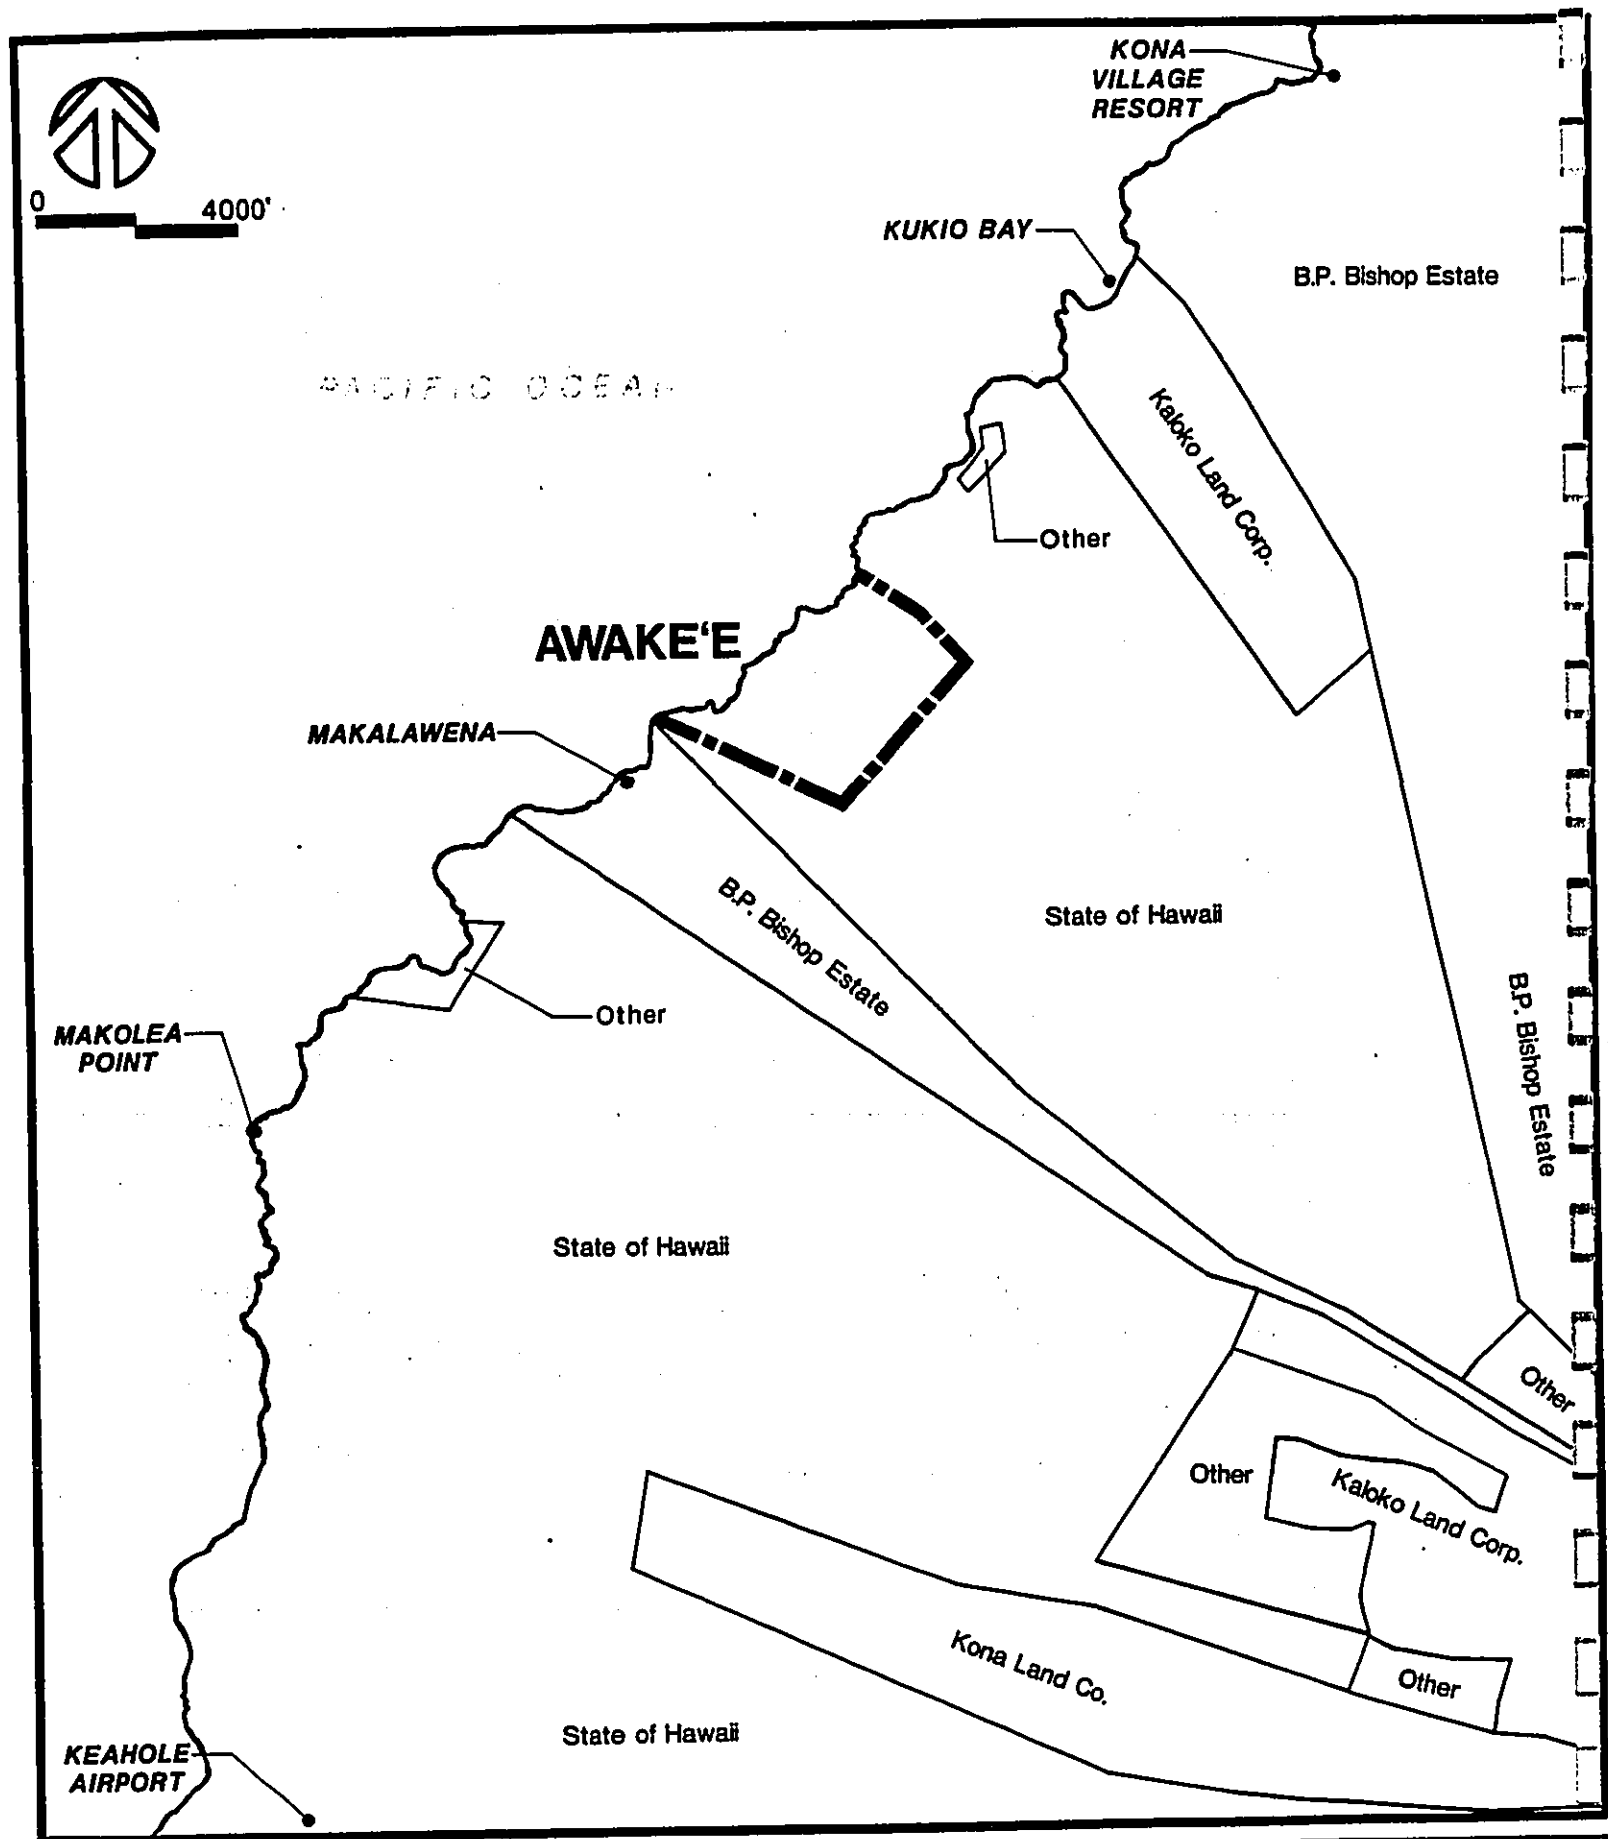 KONA
VILLAGE
RESORT
0 4000'
KUKIO BAY
B.P. Bishop Estate
PACIFIC OCEAN
Kaloko Land Corp.
Other
AWAKE‘E
MAKALAWENA
B.P. Bishop Estate
State of Hawaii
B.P. Bishop Estate
Other
MAKOLEA
POINT
State of Hawaii
Other
Other
Kaloko Land Corp.
Kona Land Co.
Other
State of Hawaii
KEAHOLE
AIRPORT